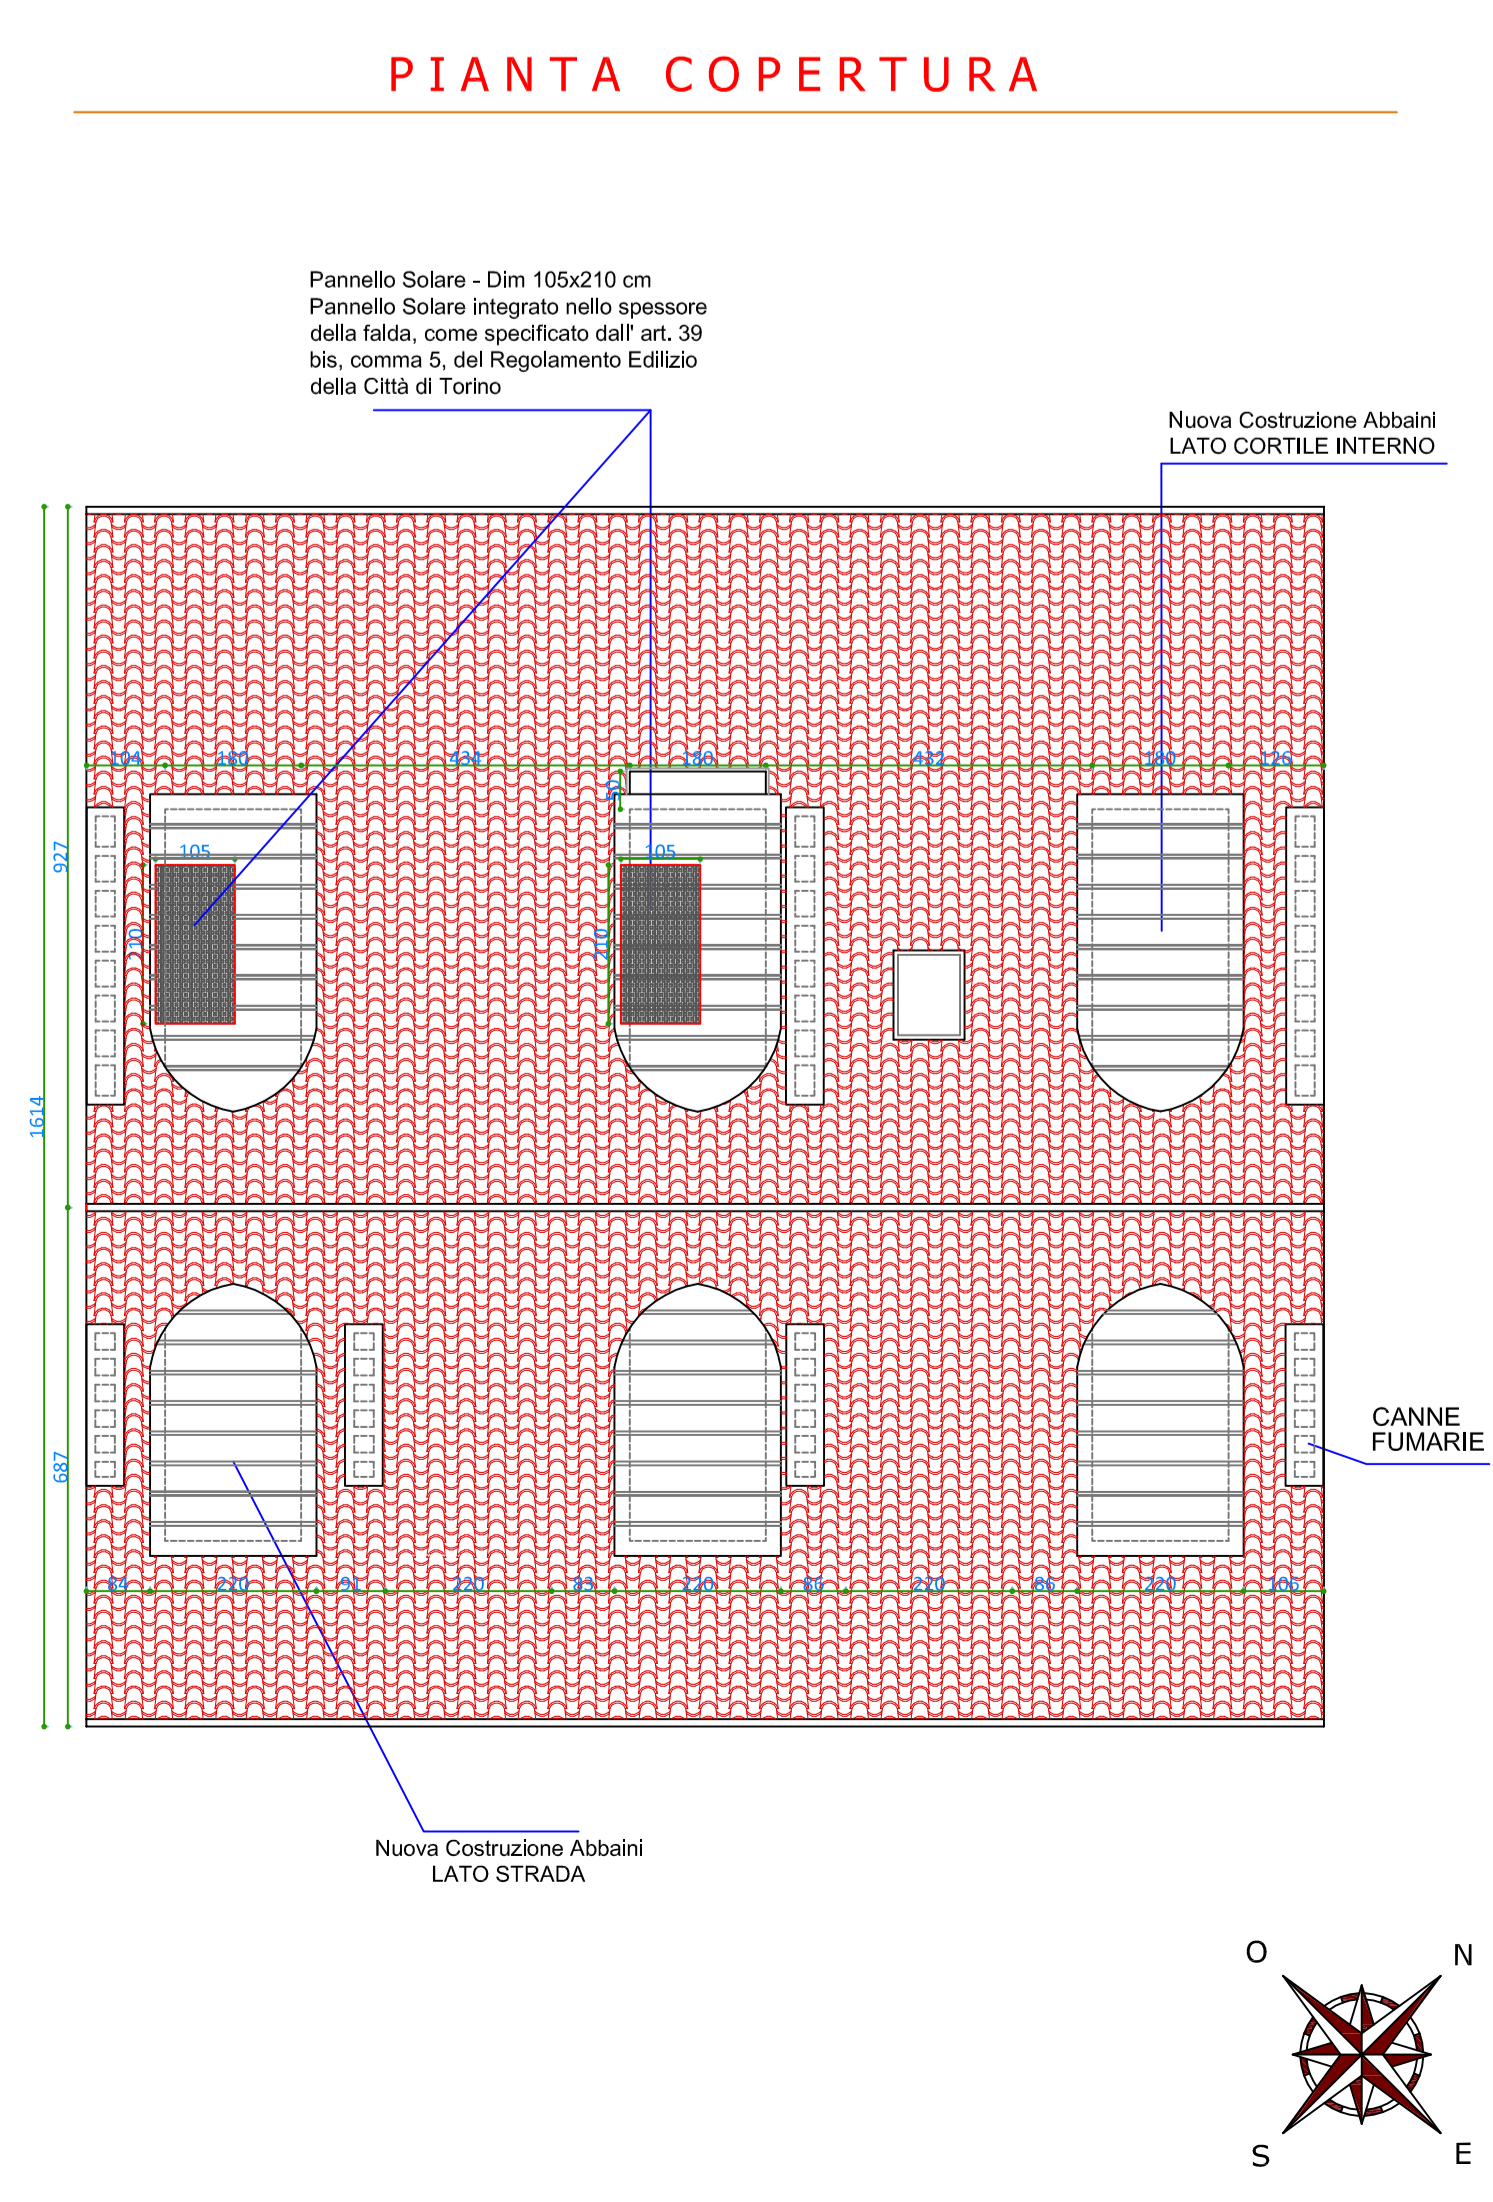 PIANTA COPERTURA
Pannello Solare - Dim 105x210 cm
Pannello Solare integrato nello spessore
della falda, come specificato dall' art. 39
bis, comma 5, del Regolamento Edilizio
della Città di Torino
Nuova Costruzione Abbaini
LATO CORTILE INTERNO
104 180 434 180 432 180 126
50
927
105 105
210 210
1614
687
CANNE
FUMARIE
84 220 91 220 83 220 86 220 86 220 106
Nuova Costruzione Abbaini
LATO STRADA
O N
S E